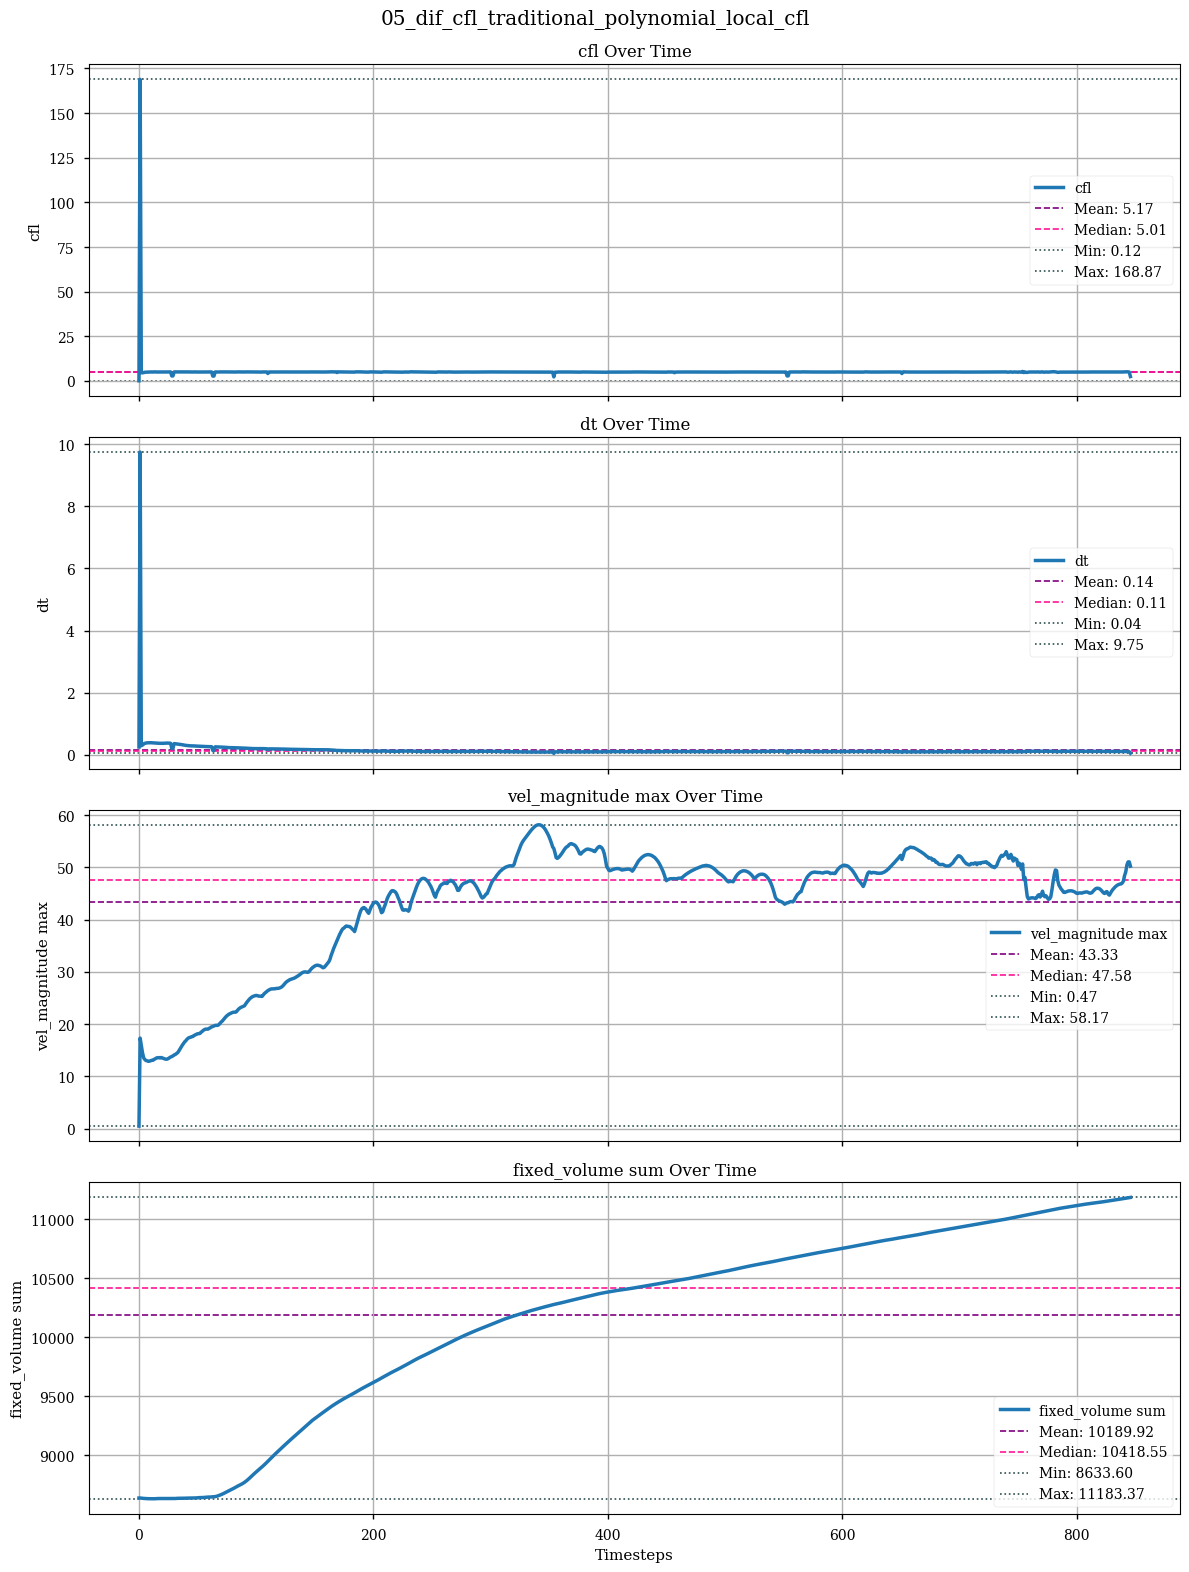 05_dif_cfl_traditional_polynomial_local_cfl
cfl Over Time
175
150
125
100
75
50
25
0
cfl
cfl
Mean: 5.17
Median: 5.01
Min: 0.12
Max: 168.87
dt Over Time
10
8
6
4
2
0
dt
dt
Mean: 0.14
Median: 0.11
Min: 0.04
Max: 9.75
vel_magnitude max Over Time
60
50
40
30
20
10
0
vel_magnitude max
vel_magnitude max
Mean: 43.33
Median: 47.58
Min: 0.47
Max: 58.17
fixed_volume sum Over Time
11000
10500
10000
9500
9000
fixed_volume sum
fixed_volume sum
Mean: 10189.92
Median: 10418.55
Min: 8633.60
Max: 11183.37
0 200 400 600 800
Timesteps